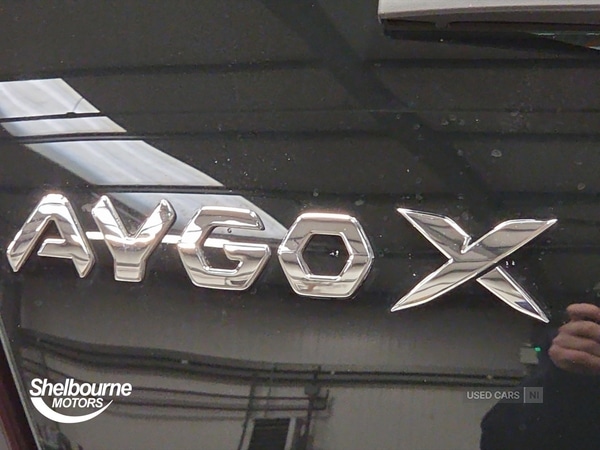 AYGO X
Shelbourne
MOTORS
USED CARS NI